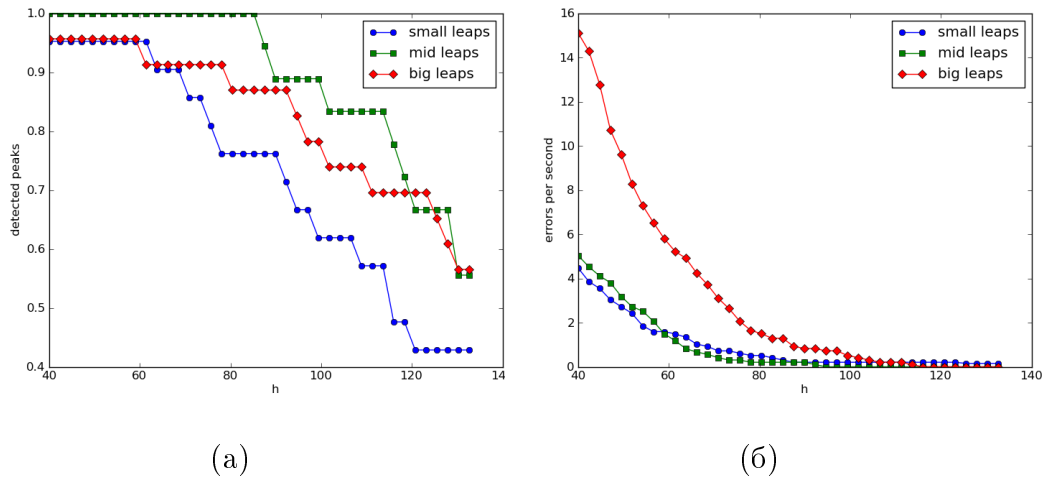 1.0
0.9
0.8
0.7
0.6
0.5
0.4
detected peaks
small leaps
mid leaps
big leaps
40 60 80 100 120 14
h
16
14
12
10
8
6
4
2
0
errors per second
small leaps
mid leaps
big leaps
40 60 80 100 120 140
h
(а) (б)